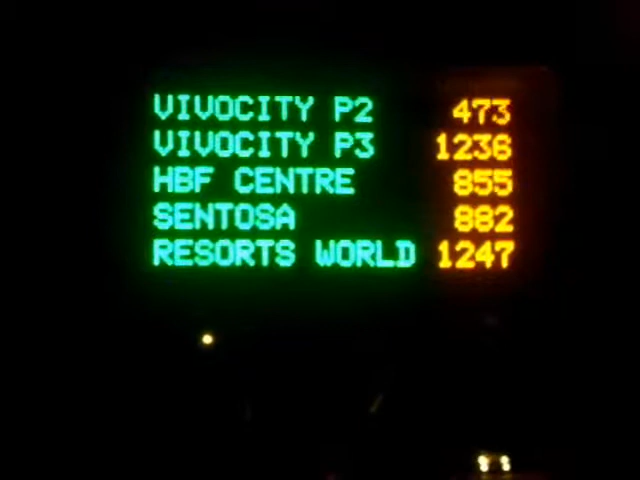 VIVOCITY P2 473
VIVOCITY P3 1236
HBF CENTRE 855
SENTOSA 882
RESORTS WORLD 1247